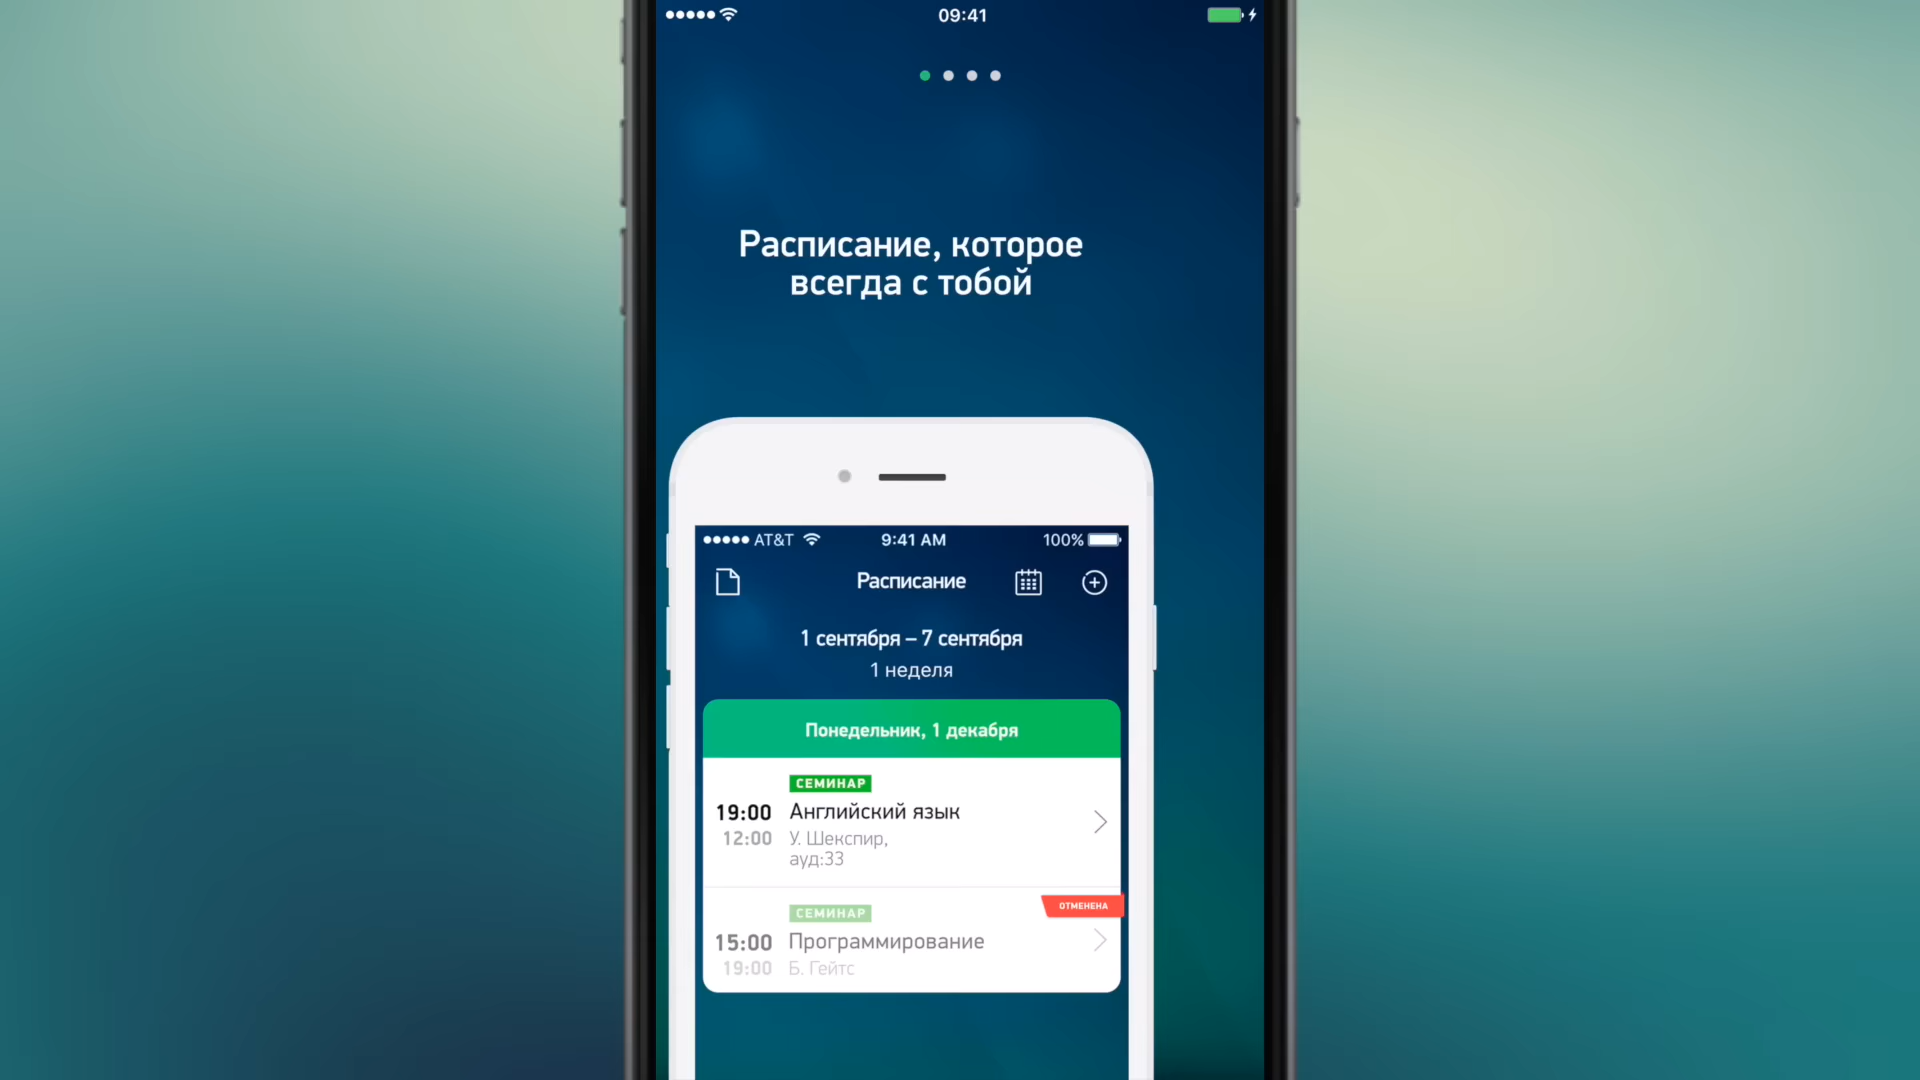 09:41
Расписание, которое
всегда с тобой
AT&T 9:41 AM 100%
Расписание
1 сентября – 7 сентября
1 неделя
Понедельник, 1 декабря
СЕМИНАР
19:00 Английский язык
12:00 У. Шекспир,
ауд:33
ОТМЕНЕНА
СЕМИНАР
15:00 Программирование
19:00 Б. Гейтс